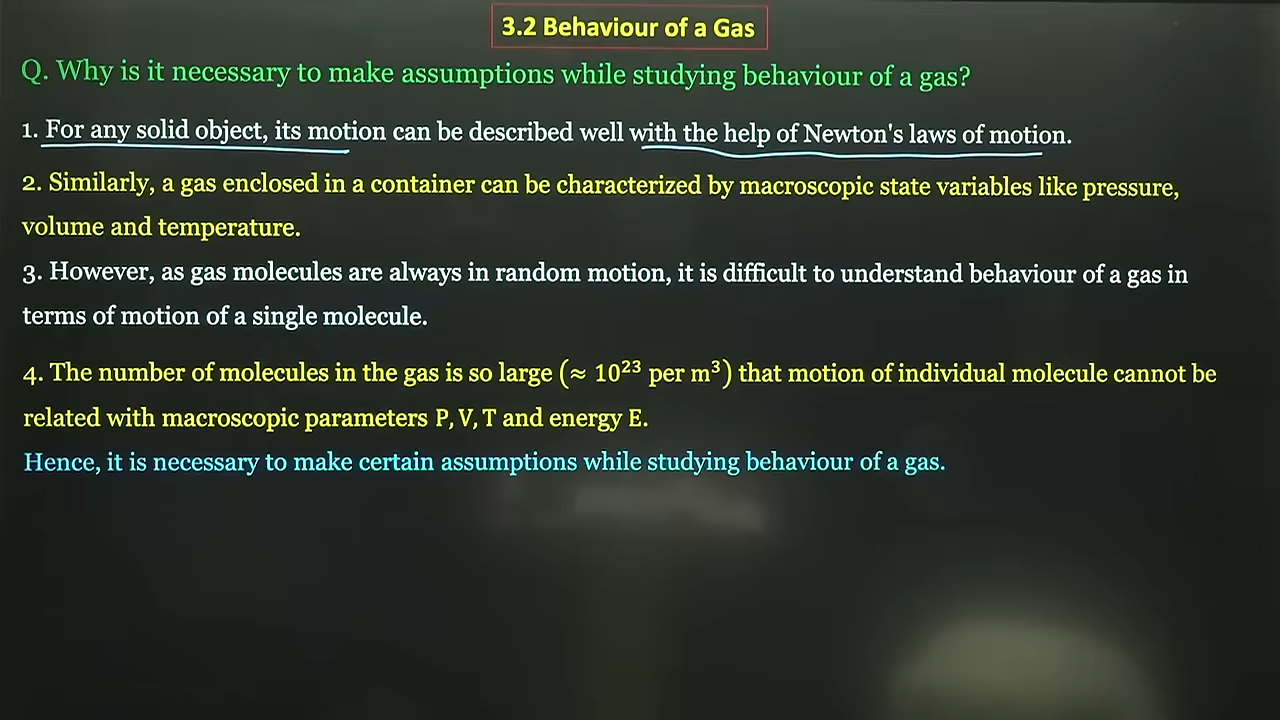 3.2 Behaviour of a Gas
Q. Why is it necessary to make assumptions while studying behaviour of a gas?
1. For any solid object, its motion can be described well with the help of Newton's laws of motion.
2. Similarly, a gas enclosed in a container can be characterized by macroscopic state variables like pressure,
volume and temperature.
3. However, as gas molecules are always in random motion, it is difficult to understand behaviour of a gas in
terms of motion of a single molecule.
4. The number of molecules in the gas is so large (≈ 10²³ per m³) that motion of individual molecule cannot be
related with macroscopic parameters P, V, T and energy E.
Hence, it is necessary to make certain assumptions while studying behaviour of a gas.